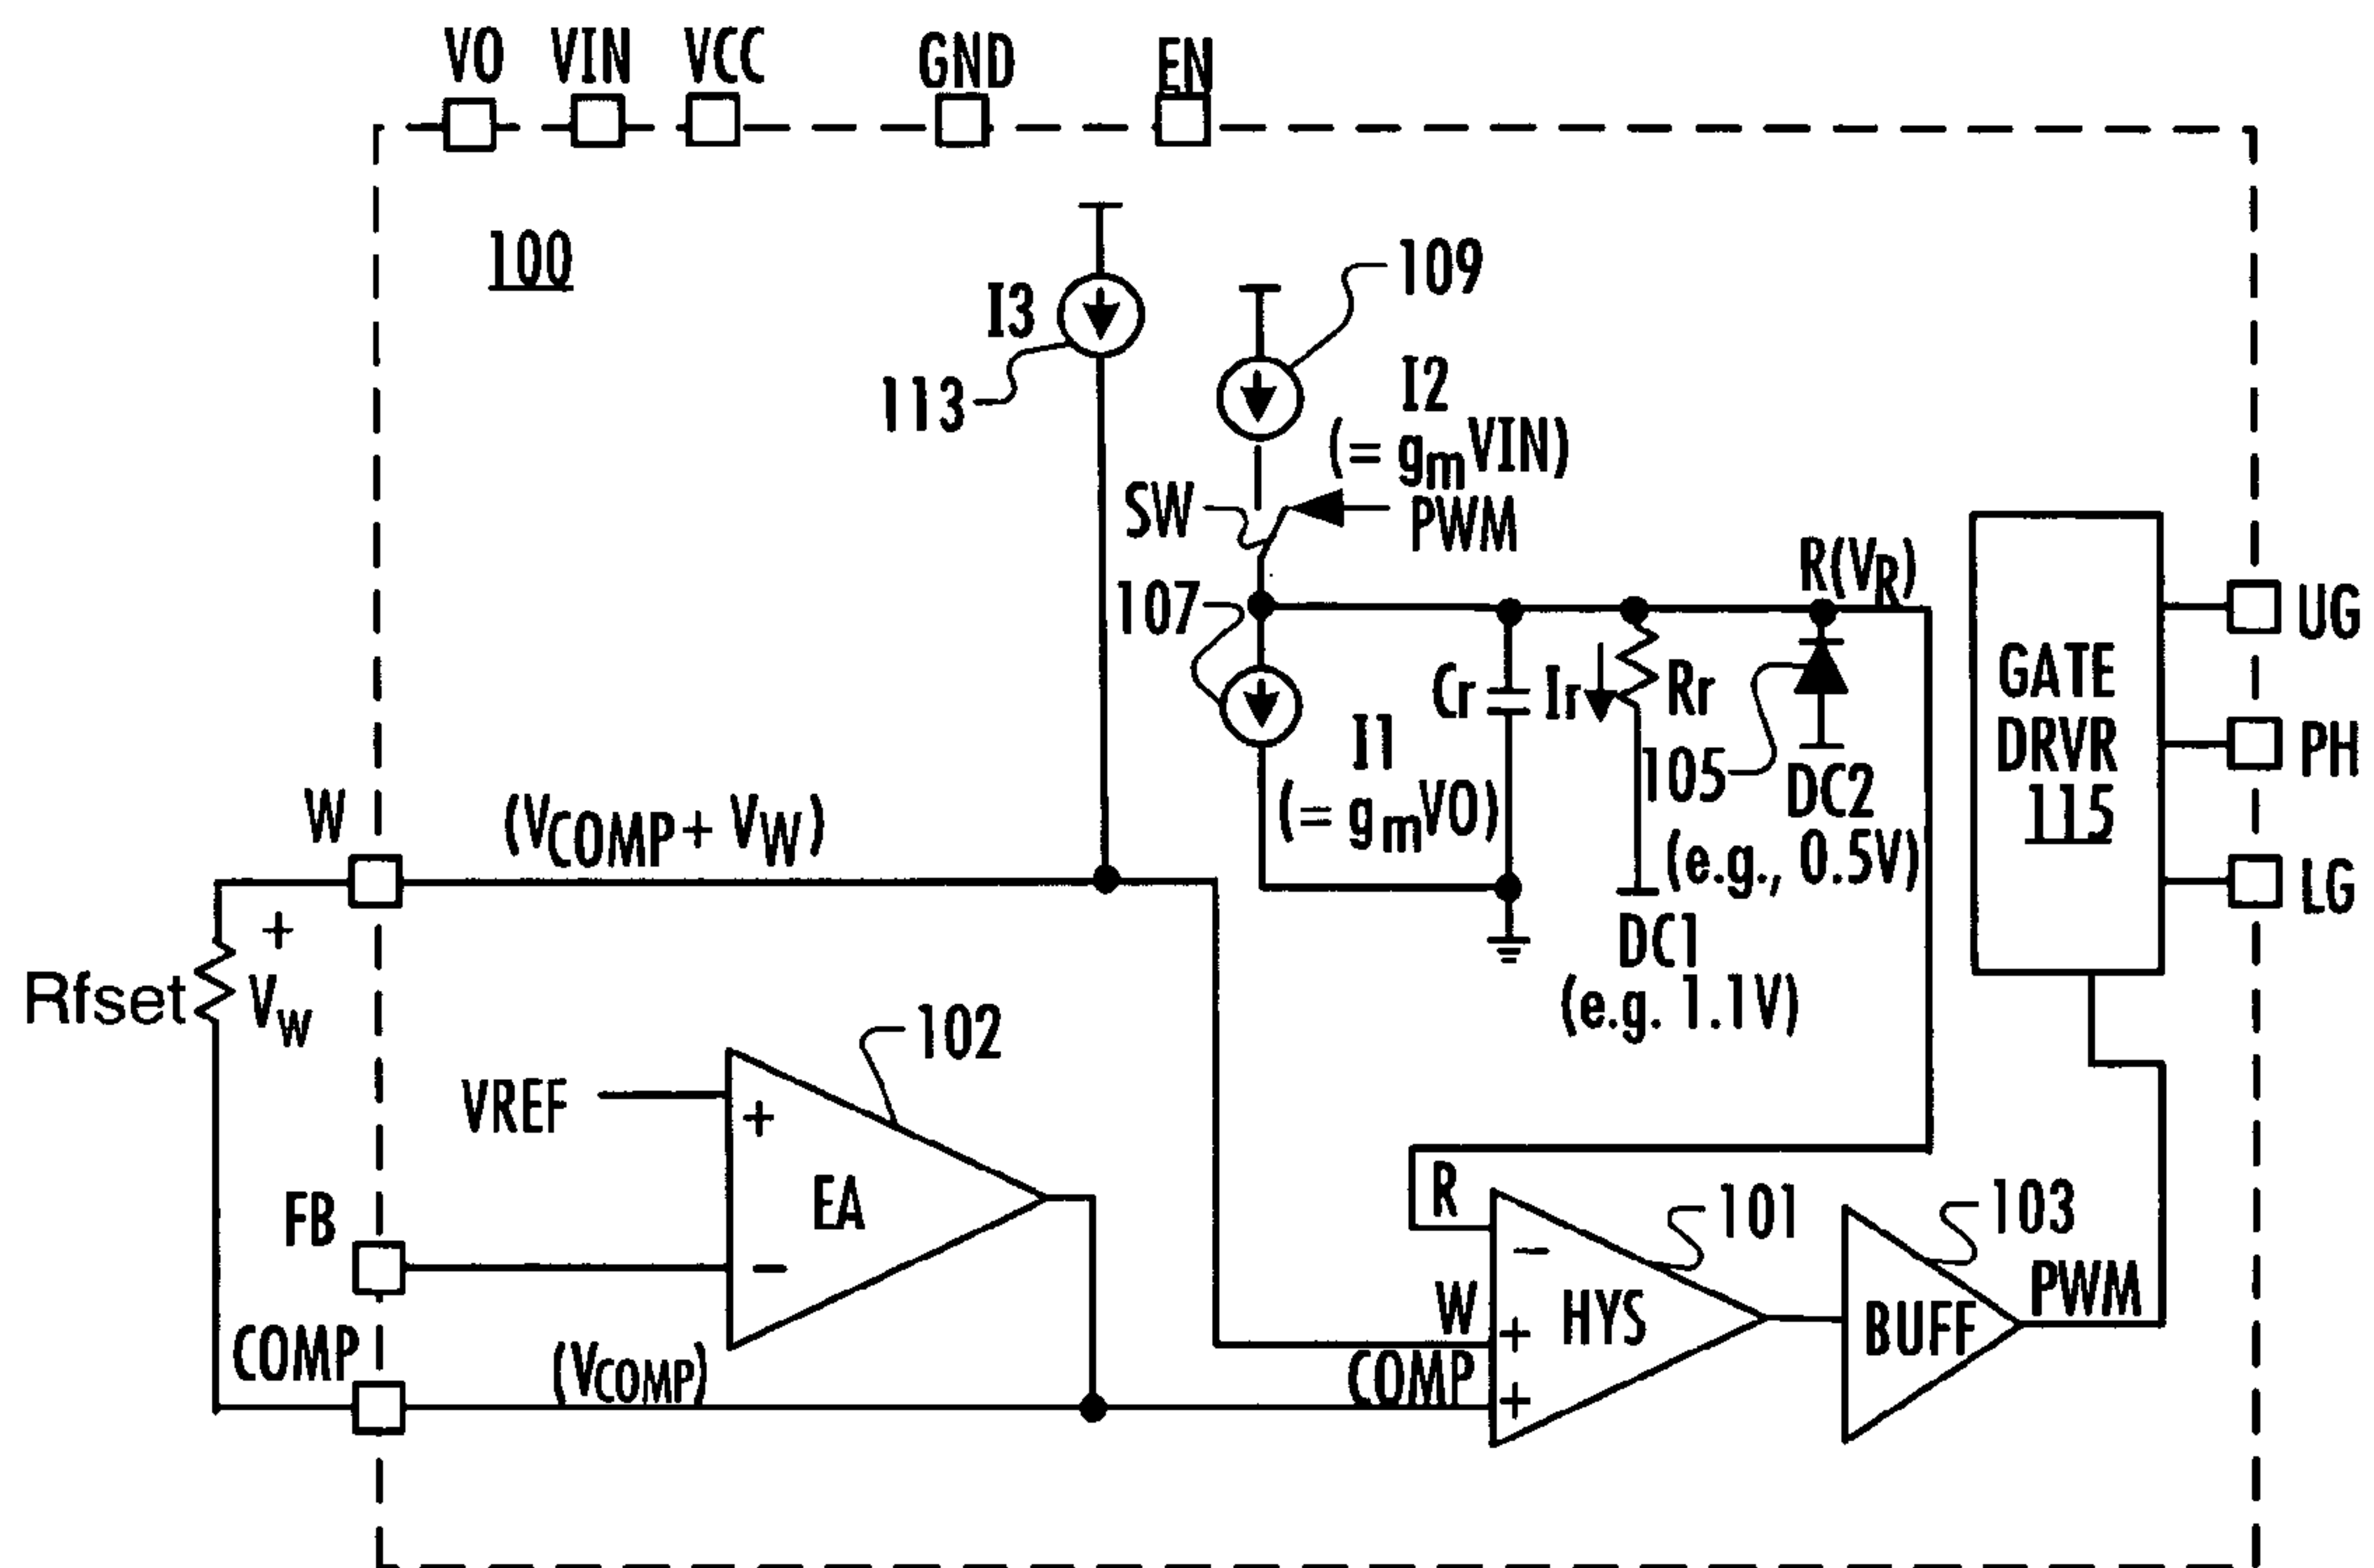 VO VIN VCC GND EN
100
109
I3
113
I2
(= gmVIN)
SW
PWM
107
R(VR)
UG
GATE
DRVR
115
PH
LG
Cr
Ir
Rr
105
I1
(= gmVO)
DC2
(e.g., 0.5V)
DC1
(e.g. 1.1V)
W
(VCOMP + VW)
+
Rfset
VW
102
VREF
+
EA
FB
−
R
−
101
103
W
+
HYS
BUFF
PWM
COMP
(VCOMP)
COMP
+